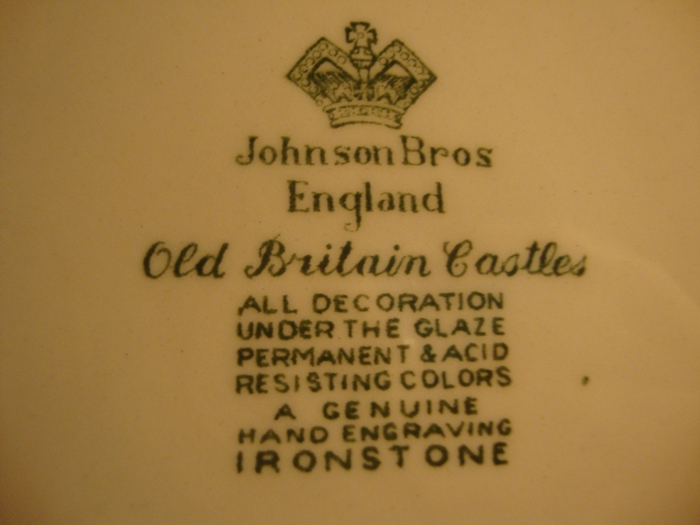 Johnson Bros
England
Old Britain Castles
ALL DECORATION
UNDER THE GLAZE
PERMANENT & ACID
RESISTING COLORS
A GENUINE
HAND ENGRAVING
IRONSTONE